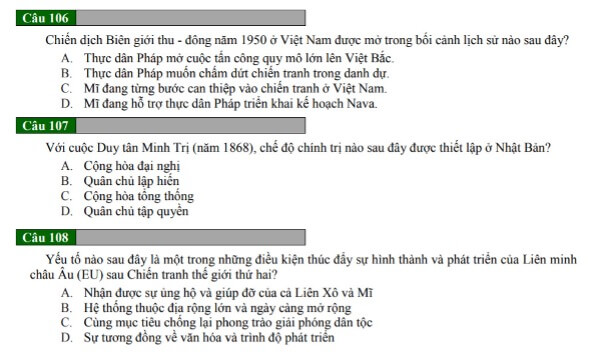 Câu 106
Chiến dịch Biên giới thu - đông năm 1950 ở Việt Nam được mở trong bối cảnh lịch sử nào sau đây?
A. Thực dân Pháp mở cuộc tấn công quy mô lớn lên Việt Bắc.
B. Thực dân Pháp muốn chấm dứt chiến tranh trong danh dự.
C. Mĩ đang từng bước can thiệp vào chiến tranh ở Việt Nam.
D. Mĩ đang hỗ trợ thực dân Pháp triển khai kế hoạch Nava.
Câu 107
Với cuộc Duy tân Minh Trị (năm 1868), chế độ chính trị nào sau đây được thiết lập ở Nhật Bản?
A. Cộng hòa đại nghị
B. Quân chủ lập hiến
C. Cộng hòa tổng thống
D. Quân chủ tập quyền
Câu 108
Yếu tố nào sau đây là một trong những điều kiện thúc đẩy sự hình thành và phát triển của Liên minh
châu Âu (EU) sau Chiến tranh thế giới thứ hai?
A. Nhận được sự ủng hộ và giúp đỡ của cả Liên Xô và Mĩ
B. Hệ thống thuộc địa rộng lớn và ngày càng mở rộng
C. Cùng mục tiêu chống lại phong trào giải phóng dân tộc
D. Sự tương đồng về văn hóa và trình độ phát triển